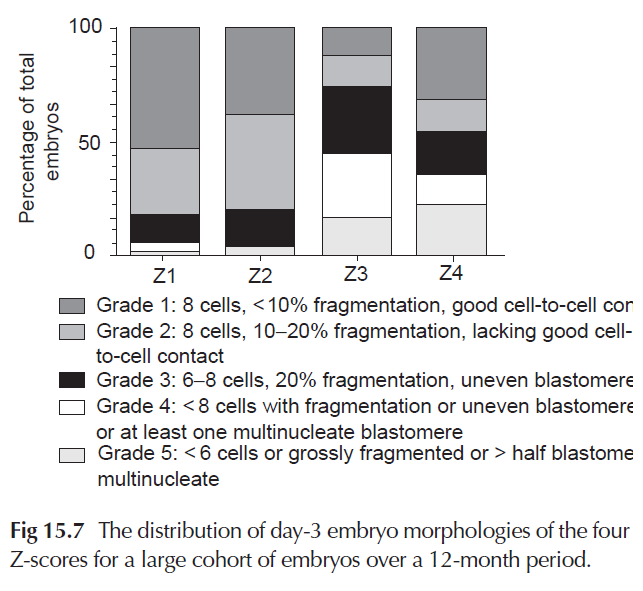 100
Percentage of total
embryos
50
0
Z1 Z2 Z3 Z4
Grade 1: 8 cells, <10% fragmentation, good cell-to-cell
Grade 2: 8 cells, 10–20% fragmentation, lacking good cell-
to-cell contact
Grade 3: 6–8 cells, 20% fragmentation, uneven
Grade 4: <8 cells with fragmentation or uneven
or at least one multinucleate blastomere
Grade 5: <6 cells or grossly fragmented or > half
multinucleate
Fig 15.7 The distribution of day-3 embryo morphologies of the four
Z-scores for a large cohort of embryos over a 12-month period.